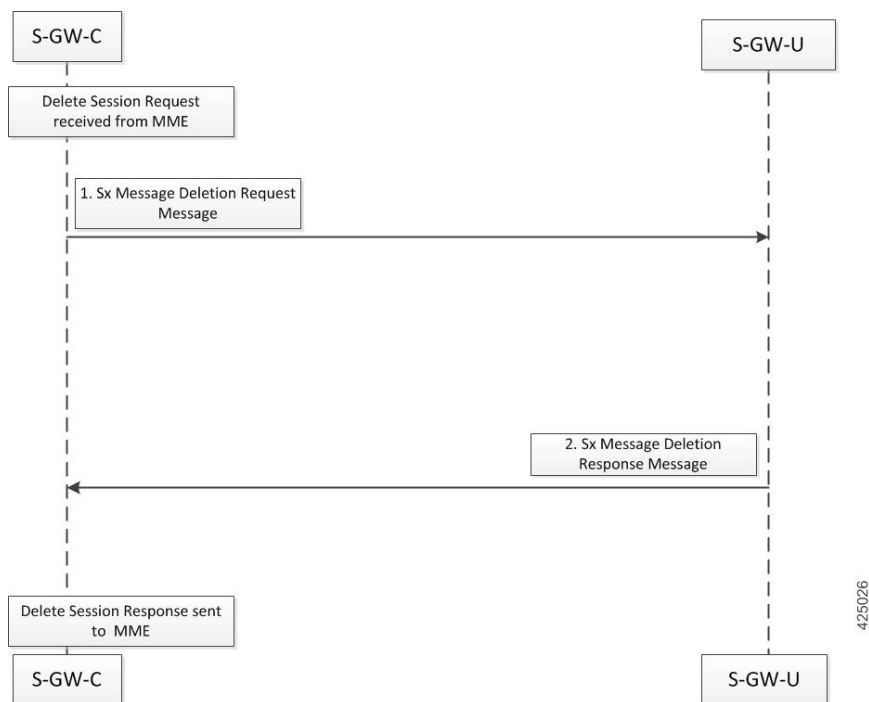 S-GW-C
S-GW-U
Delete Session Request
received from MME
1. Sx Message Deletion Request
Message
2. Sx Message Deletion
Response Message
425026
Delete Session Response sent
to MME
S-GW-C
S-GW-U